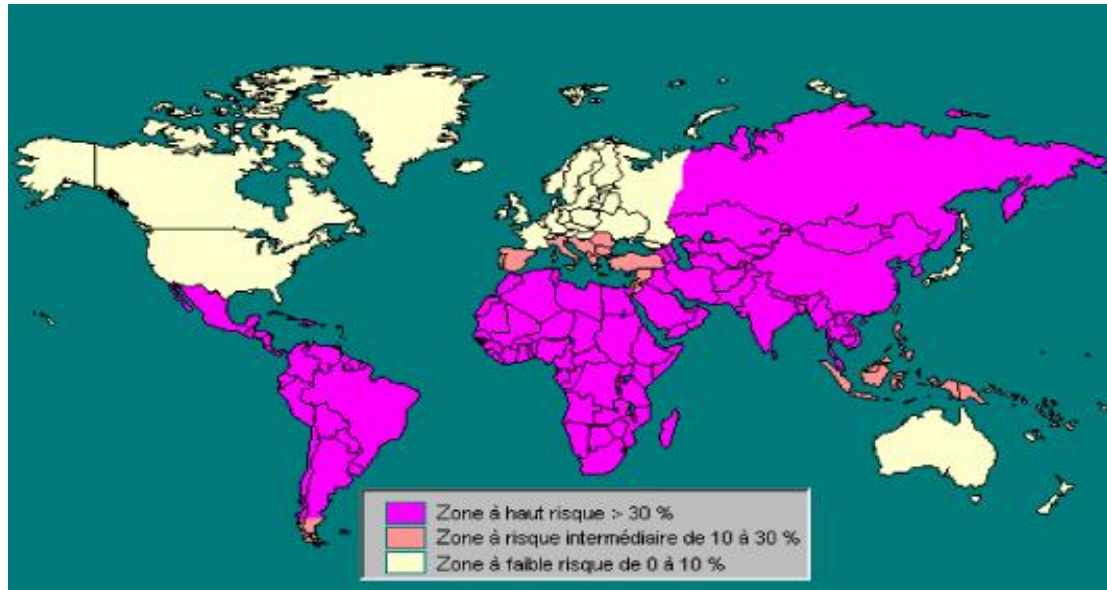 Zone à haut risque > 30 %
Zone à risque intermédiaire de 10 à 30 %
Zone à faible risque de 0 à 10 %